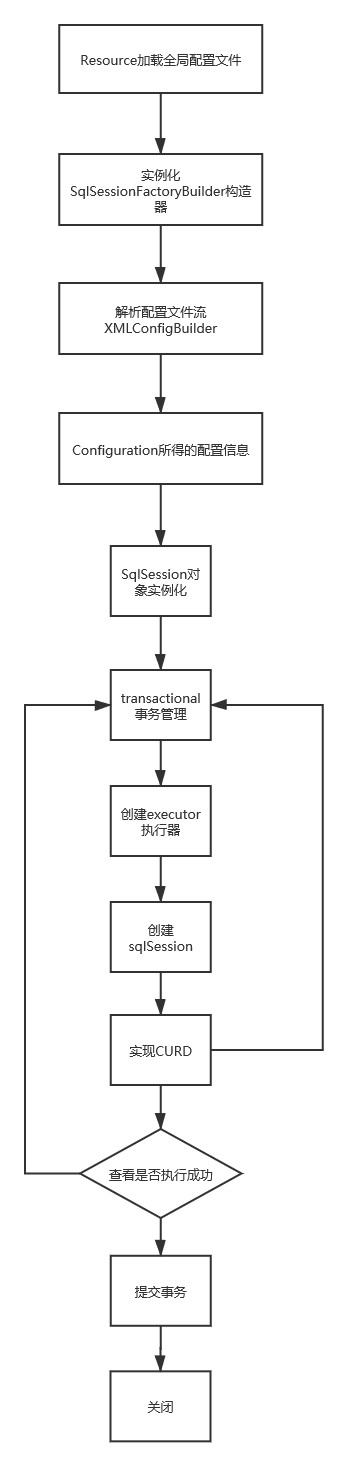 Resource加载全局配置文件
实例化
SqlSessionFactoryBuilder构造
器
解析配置文件流
XMLConfigBuilder
Configuration所得的配置信息
SqlSession对
象实例化
transactional
事务管理
创建executor
执行器
创建
sqlSession
实现CURD
查看是否执行成功
提交事务
关闭